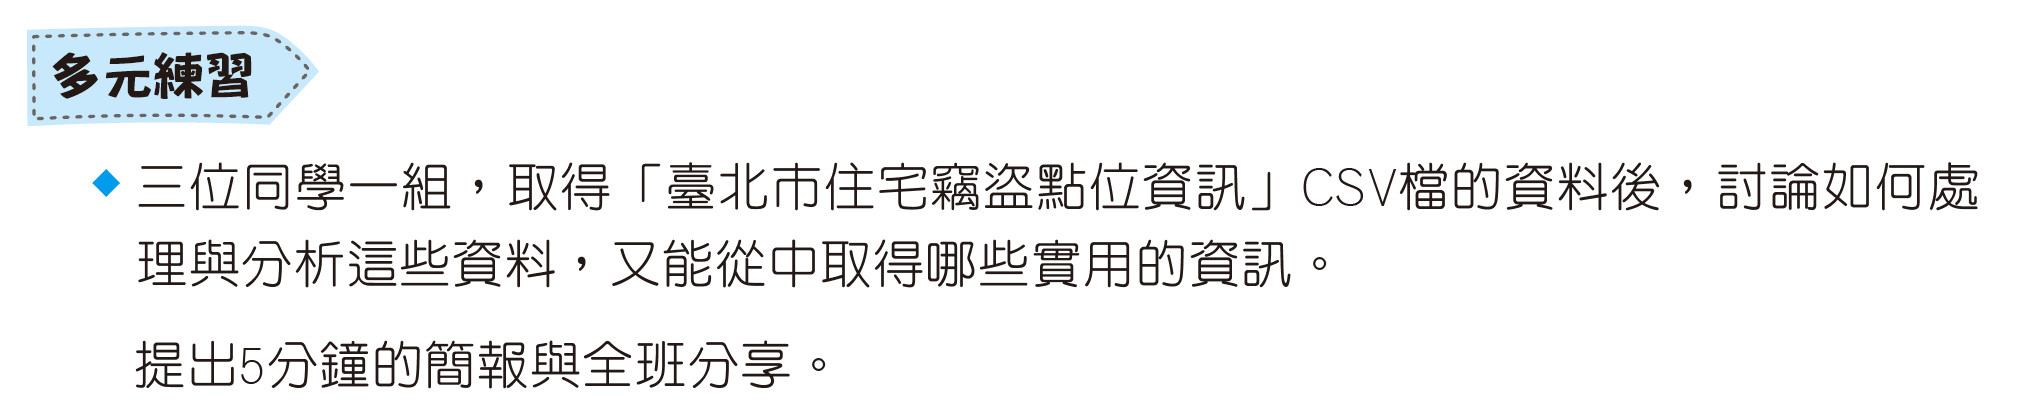 多元練習
◆三位同學一組，取得「臺北市住宅竊盜點位資訊」CSV檔的資料後，討論如何處
理與分析這些資料，又能從中取得哪些實用的資訊。
提出5分鐘的簡報與全班分享。